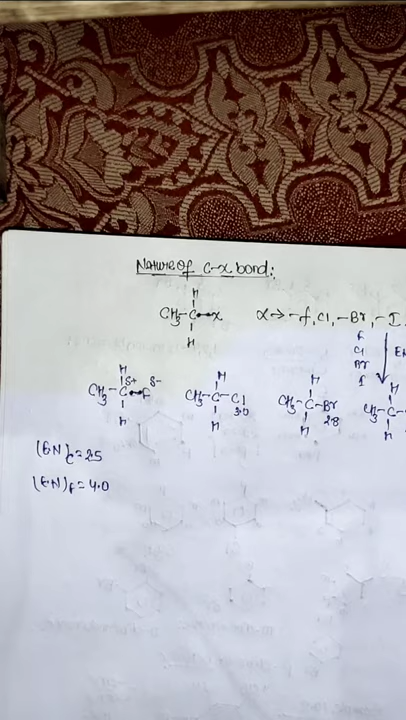 Nature of C-x bond:
H
CH3-C-x x→ -f, Cl, -Br, -I
H
F
Cl
Br
I
H
CH3-C-f
δ+ δ-
H
H
CH3-C-Cl
3.0
H
H
CH3-C-Br
2.8
H
H
CH3-C-
H
(EN)c = 2.5
(EN)f = 4.0